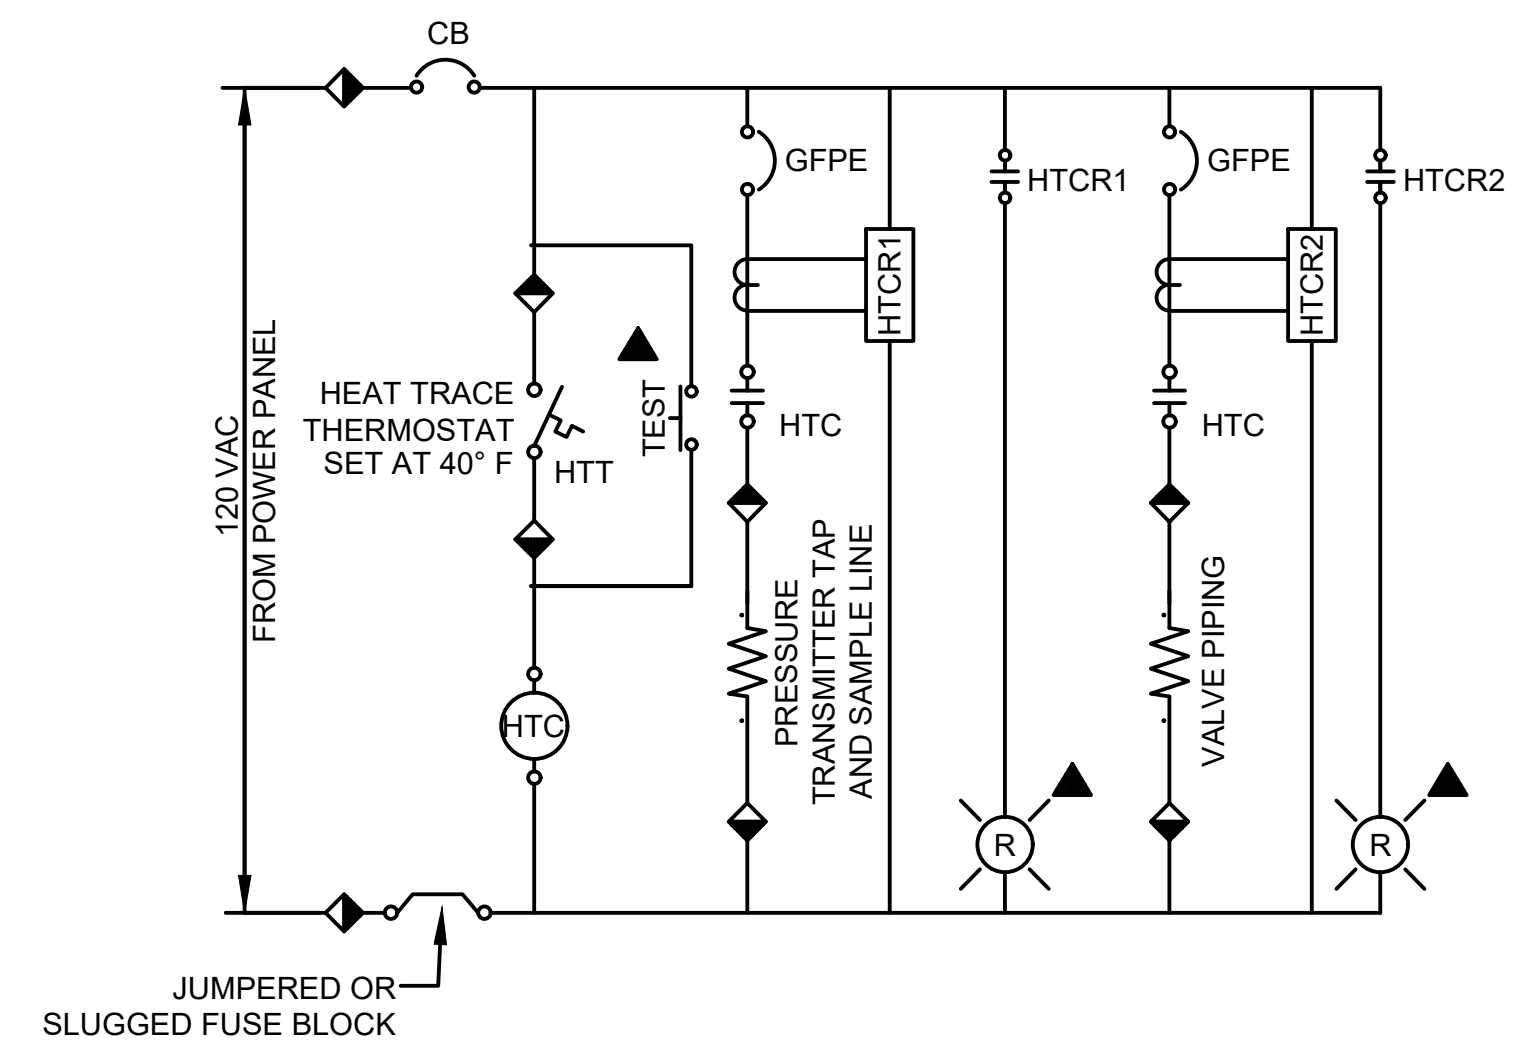 CB
GFPE
HTCR1
GFPE
HTCR2
HTCR1
HTCR2
120 VAC
FROM POWER PANEL
HEAT TRACE
THERMOSTAT
SET AT 40° F
HTT
TEST
HTC
HTC
HTC
PRESSURE
TRANSMITTER TAP
AND SAMPLE LINE
VALVE PIPING
R
R
JUMPERED OR
SLUGGED FUSE BLOCK